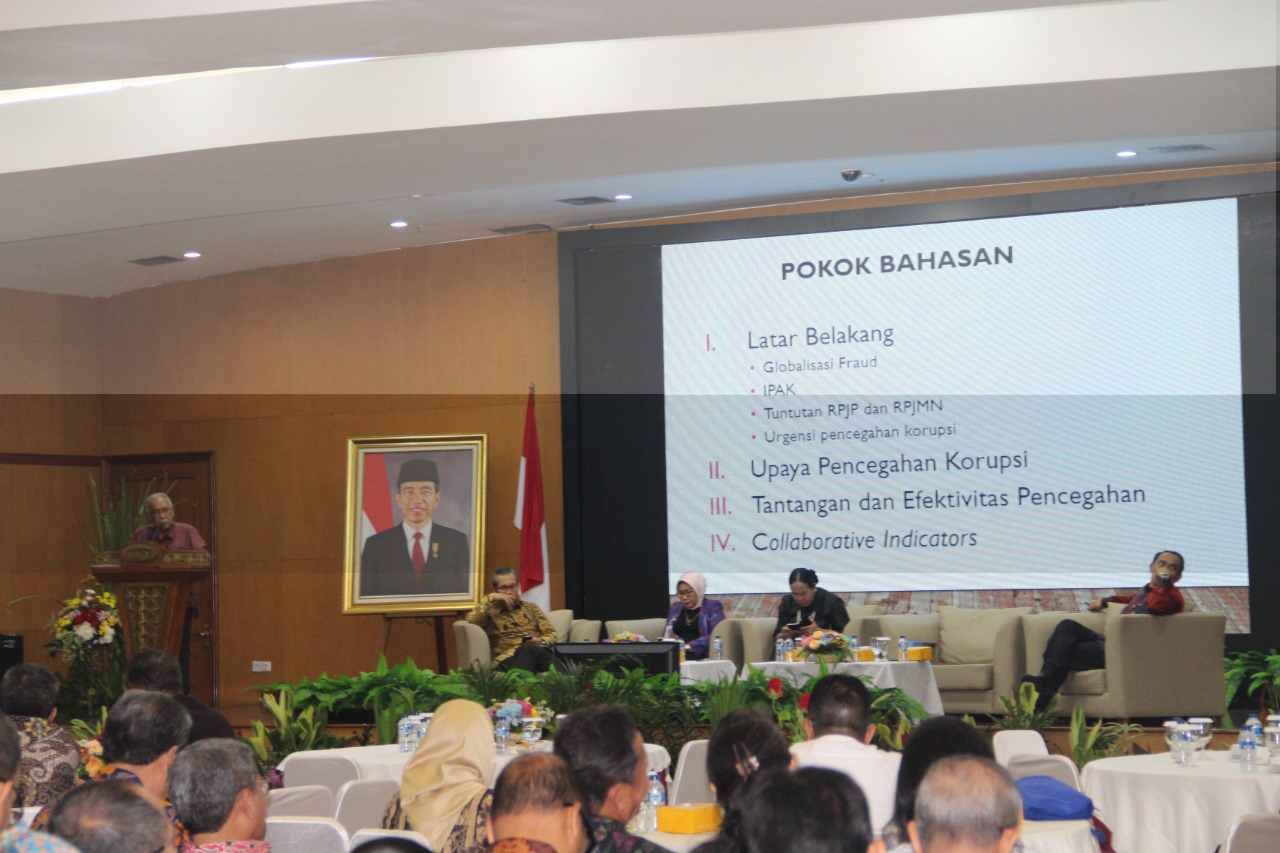 POKOK BAHASAN
I. Latar Belakang
• Globalisasi Fraud
• IPAK
• Tuntutan RPJP dan RPJMN
• Urgensi pencegahan korupsi
II. Upaya Pencegahan Korupsi
III. Tantangan dan Efektivitas Pencegahan
IV. Collaborative Indicators